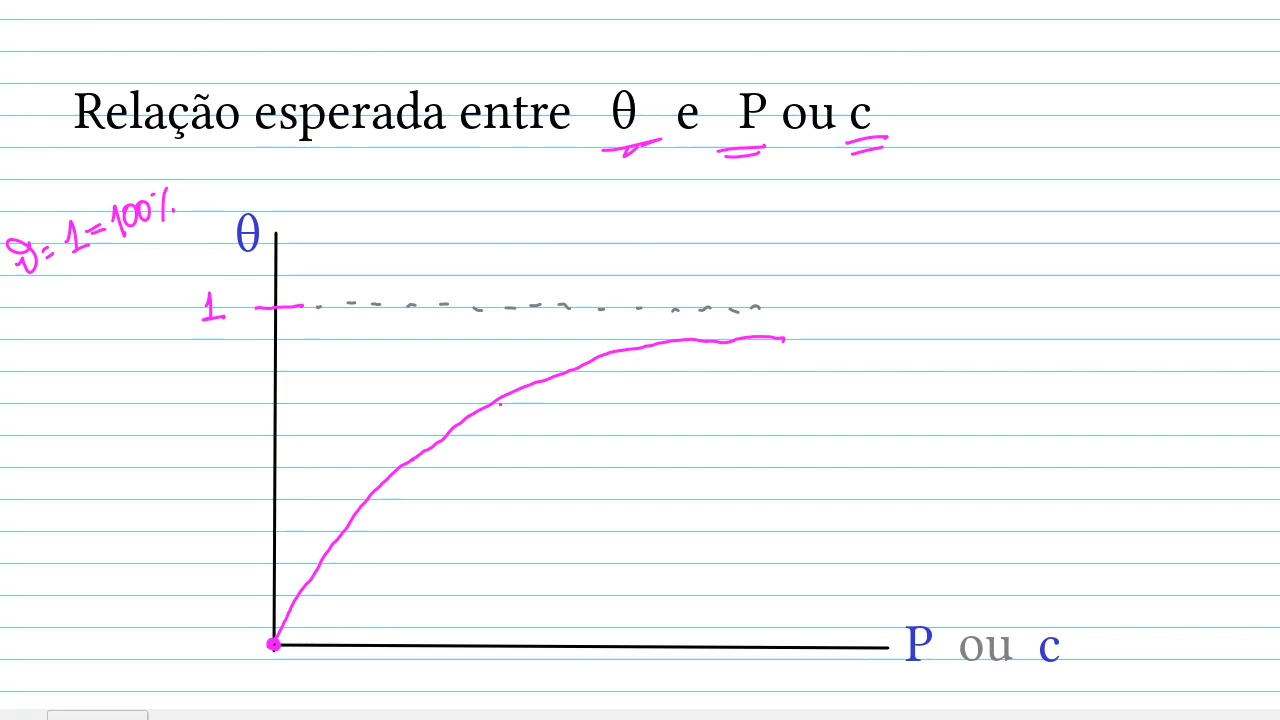 Relação esperada entre θ e P ou c
θ = 1 = 100%
θ
1
P ou c